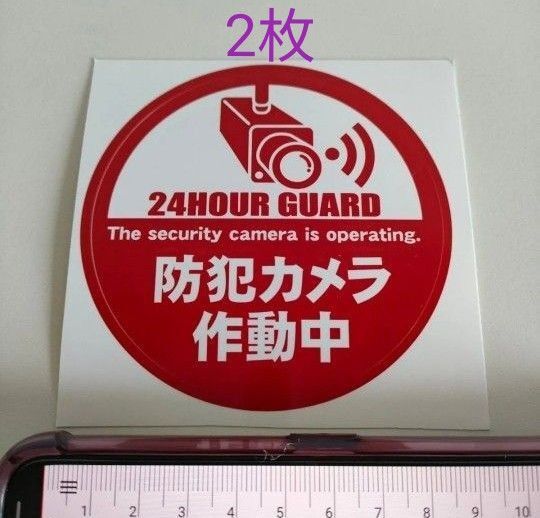 2枚
24HOUR GUARD
The security camera is operating.
防犯カメラ
作動中
1 2 3 4 5 6 7 8 9 10